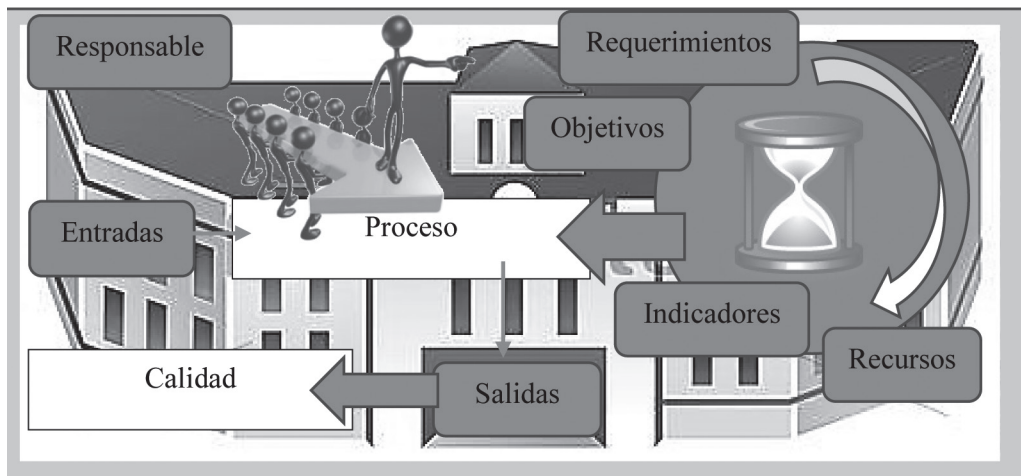 Responsable
Requerimientos
Objetivos
Entradas
Proceso
Indicadores
Recursos
Calidad
Salidas